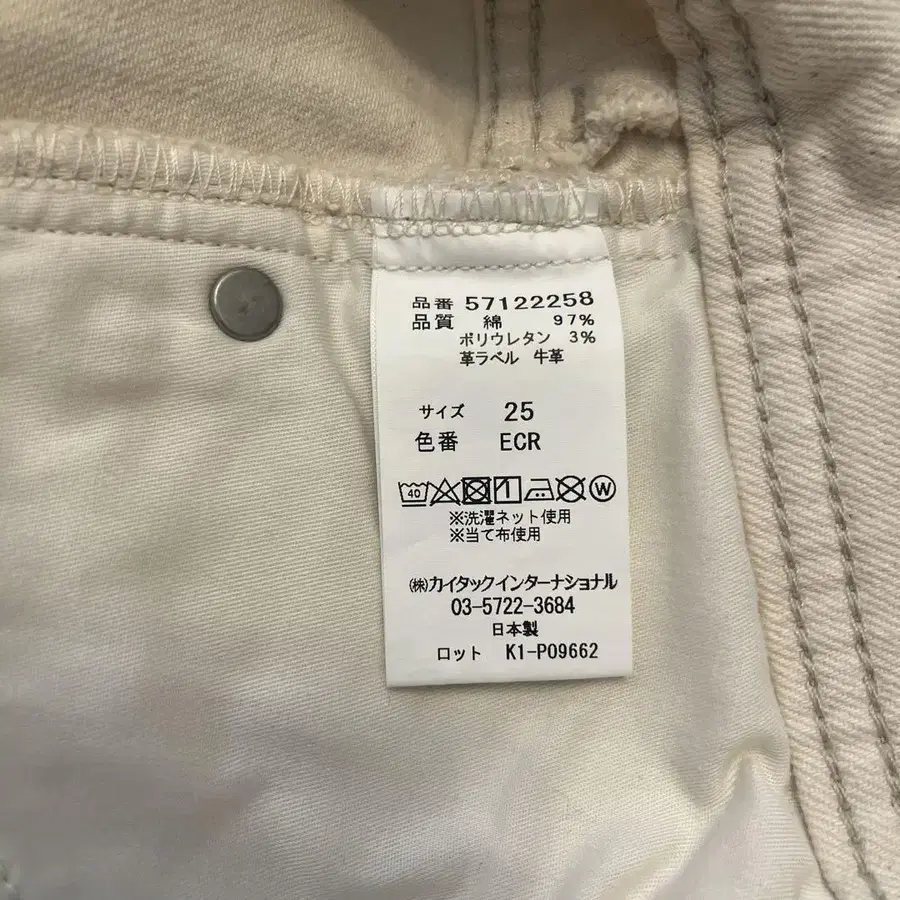 品番 57122258
品質 綿 97%
ポリウレタン 3%
革ラベル 牛革
サイズ 25
色番 ECR
40 W
※洗濯ネット使用
※当て布使用
㈱カイタックインターナショナル
03-5722-3684
日本製
ロット K1-P09662